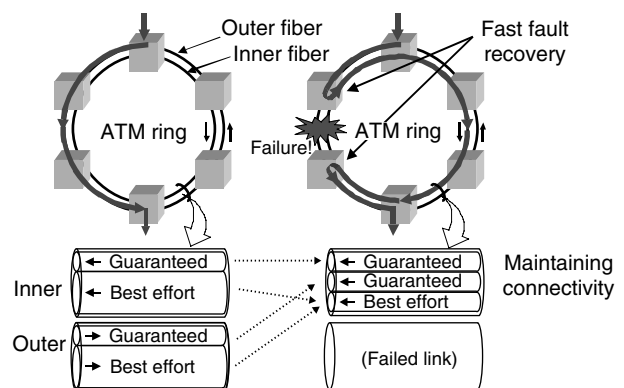 Outer fiber
Inner fiber
ATM ring
Fast fault
recovery
Failure!
ATM ring
Inner
Guaranteed
Best effort
Outer
Guaranteed
Best effort
Guaranteed
Guaranteed
Best effort
(Failed link)
Maintaining
connectivity